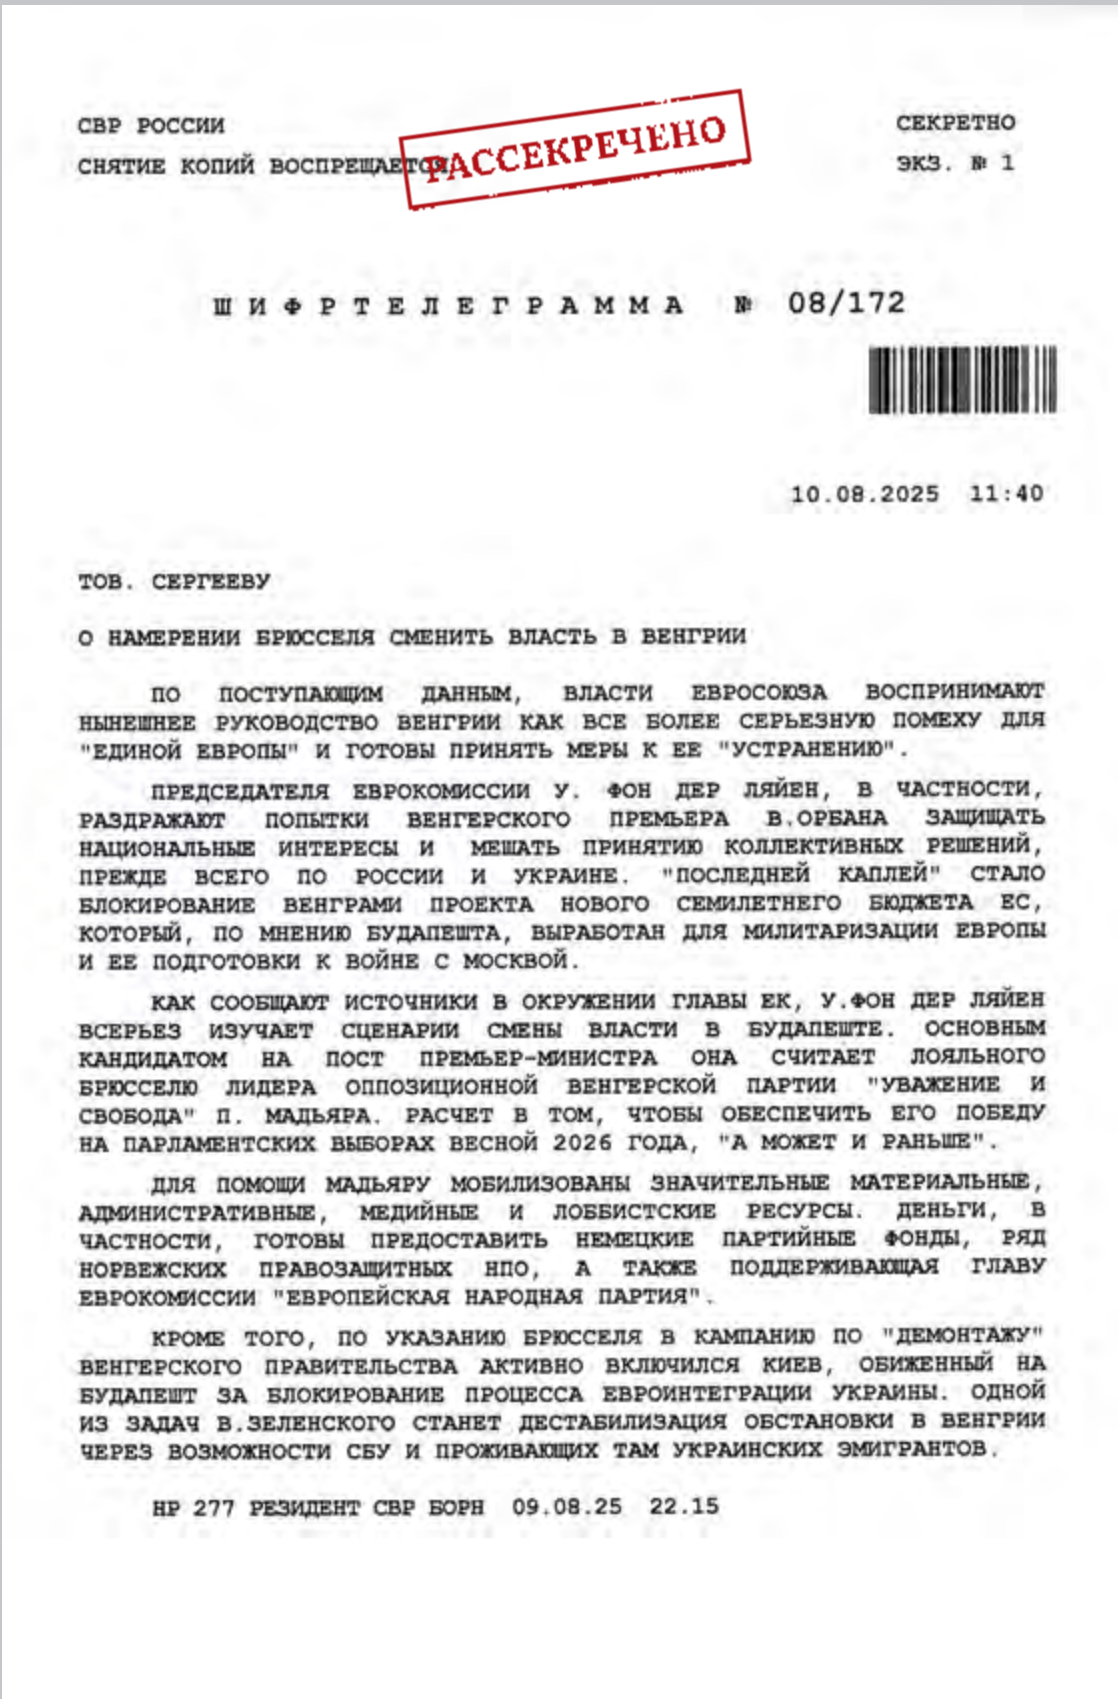 СВР РОССИИ
СЕКРЕТНО
СНЯТИЕ КОПИЙ ВОСПРЕЩАЕТСЯ
РАССЕКРЕЧЕНО
ЭКЗ. № 1
ШИФРТЕЛЕГРАММА № 08/172
10.08.2025 11:40
ТОВ. СЕРГЕЕВУ
О НАМЕРЕНИИ БРЮССЕЛЯ СМЕНИТЬ ВЛАСТЬ В ВЕНГРИИ
ПО ПОСТУПАЮЩИМ ДАННЫМ, ВЛАСТИ ЕВРОСОЮЗА ВОСПРИНИМАЮТ
НЫНЕШНЕЕ РУКОВОДСТВО ВЕНГРИИ КАК ВСЕ БОЛЕЕ СЕРЬЕЗНУЮ ПОМЕХУ ДЛЯ
"ЕДИНОЙ ЕВРОПЫ" И ГОТОВЫ ПРИНЯТЬ МЕРЫ К ЕЕ "УСТРАНЕНИЮ".
ПРЕДСЕДАТЕЛЯ ЕВРОКОМИССИИ У. ФОН ДЕР ЛЯЙЕН, В ЧАСТНОСТИ,
РАЗДРАЖАЮТ ПОПЫТКИ ВЕНГЕРСКОГО ПРЕМЬЕРА В.ОРБАНА ЗАЩИЩАТЬ
НАЦИОНАЛЬНЫЕ ИНТЕРЕСЫ И МЕШАТЬ ПРИНЯТИЮ КОЛЛЕКТИВНЫХ РЕШЕНИЙ,
ПРЕЖДЕ ВСЕГО ПО РОССИИ И УКРАИНЕ. "ПОСЛЕДНЕЙ КАПЛЕЙ" СТАЛО
БЛОКИРОВАНИЕ ВЕНГРАМИ ПРОЕКТА НОВОГО СЕМИЛЕТНЕГО БЮДЖЕТА ЕС,
КОТОРЫЙ, ПО МНЕНИЮ БУДАПЕШТА, ВЫРАБОТАН ДЛЯ МИЛИТАРИЗАЦИИ ЕВРОПЫ
И ЕЕ ПОДГОТОВКИ К ВОЙНЕ С МОСКВОЙ.
КАК СООБЩАЮТ ИСТОЧНИКИ В ОКРУЖЕНИИ ГЛАВЫ ЕК, У.ФОН ДЕР ЛЯЙЕН
ВСЕРЬЕЗ ИЗУЧАЕТ СЦЕНАРИИ СМЕНЫ ВЛАСТИ В БУДАПЕШТЕ. ОСНОВНЫМ
КАНДИДАТОМ НА ПОСТ ПРЕМЬЕР-МИНИСТРА ОНА СЧИТАЕТ ЛОЯЛЬНОГО
БРЮССЕЛЮ ЛИДЕРА ОППОЗИЦИОННОЙ ВЕНГЕРСКОЙ ПАРТИИ "УВАЖЕНИЕ И
СВОБОДА" П. МАДЬЯРА. РАСЧЕТ В ТОМ, ЧТОБЫ ОБЕСПЕЧИТЬ ЕГО ПОБЕДУ
НА ПАРЛАМЕНТСКИХ ВЫБОРАХ ВЕСНОЙ 2026 ГОДА, "А МОЖЕТ И РАНЬШЕ".
ДЛЯ ПОМОЩИ МАДЬЯРУ МОБИЛИЗОВАНЫ ЗНАЧИТЕЛЬНЫЕ МАТЕРИАЛЬНЫЕ,
АДМИНИСТРАТИВНЫЕ, МЕДИЙНЫЕ И ЛОББИСТСКИЕ РЕСУРСЫ. ДЕНЬГИ, В
ЧАСТНОСТИ, ГОТОВЫ ПРЕДОСТАВИТЬ НЕМЕЦКИЕ ПАРТИЙНЫЕ ФОНДЫ, РЯД
НОРВЕЖСКИХ ПРАВОЗАЩИТНЫХ НПО, А ТАКЖЕ ПОДДЕРЖИВАЮЩАЯ ГЛАВУ
ЕВРОКОМИССИИ "ЕВРОПЕЙСКАЯ НАРОДНАЯ ПАРТИЯ".
КРОМЕ ТОГО, ПО УКАЗАНИЮ БРЮССЕЛЯ В КАМПАНИЮ ПО "ДЕМОНТАЖУ"
ВЕНГЕРСКОГО ПРАВИТЕЛЬСТВА АКТИВНО ВКЛЮЧИЛСЯ КИЕВ, ОБИЖЕННЫЙ НА
БУДАПЕШТ ЗА БЛОКИРОВАНИЕ ПРОЦЕССА ЕВРОИНТЕГРАЦИИ УКРАИНЫ. ОДНОЙ
ИЗ ЗАДАЧ В.ЗЕЛЕНСКОГО СТАНЕТ ДЕСТАБИЛИЗАЦИЯ ОБСТАНОВКИ В ВЕНГРИИ
ЧЕРЕЗ ВОЗМОЖНОСТИ СБУ И ПРОЖИВАЮЩИХ ТАМ УКРАИНСКИХ ЭМИГРАНТОВ.
НР 277 РЕЗИДЕНТ СВР БОРН 09.08.25 22.15